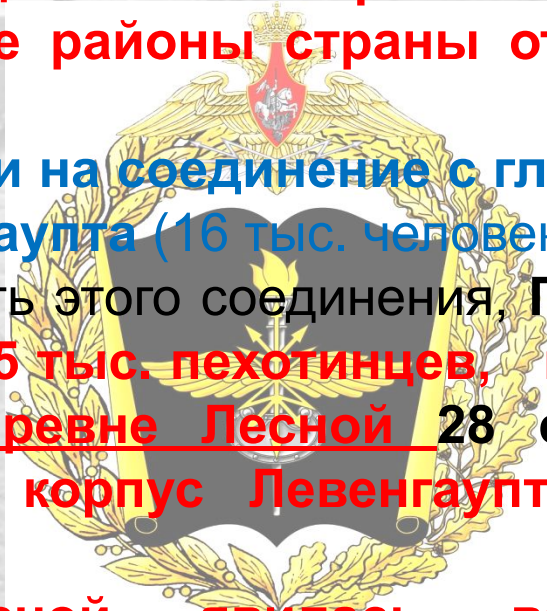 е районы страны от
и на соединение с гл
аупта (16 тыс. человек
ть этого соединения,
5 тыс. пехотинцев,
ревне Лесной 28
корпус Левенгаупт